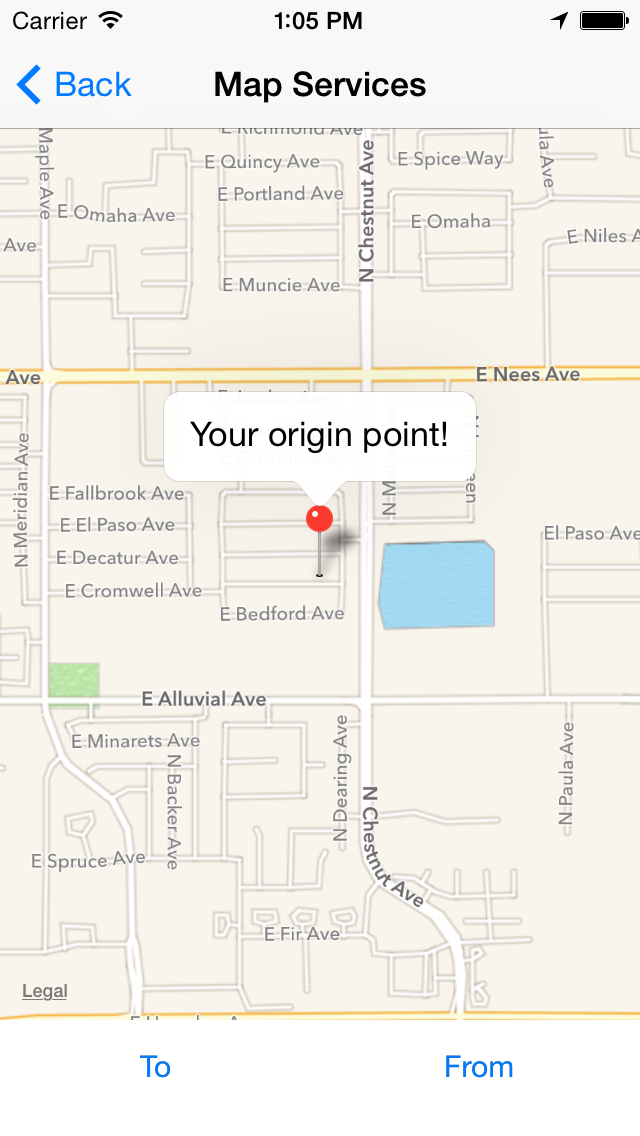 Carrier 1:05 PM
Back Map Services
E Richmond Ave
Maple Ave
E Quincy Ave
E Spice Way
E Portland Ave
N Chestnut Ave
E Omaha Ave
E Omaha
Ave
E Niles A
E Muncie Ave
Ave
E Nees Ave
E Jordan Ave
Your origin point!
N Meridian Ave
E Fallbrook Ave
E El Paso Ave
El Paso Ave
E Decatur Ave
E Cromwell Ave
E Bedford Ave
E Alluvial Ave
E Minarets Ave
N Backer Ave
N Dearing Ave
N Paula Ave
N Chestnut Ave
E Spruce Ave
E Fir Ave
Legal
To From